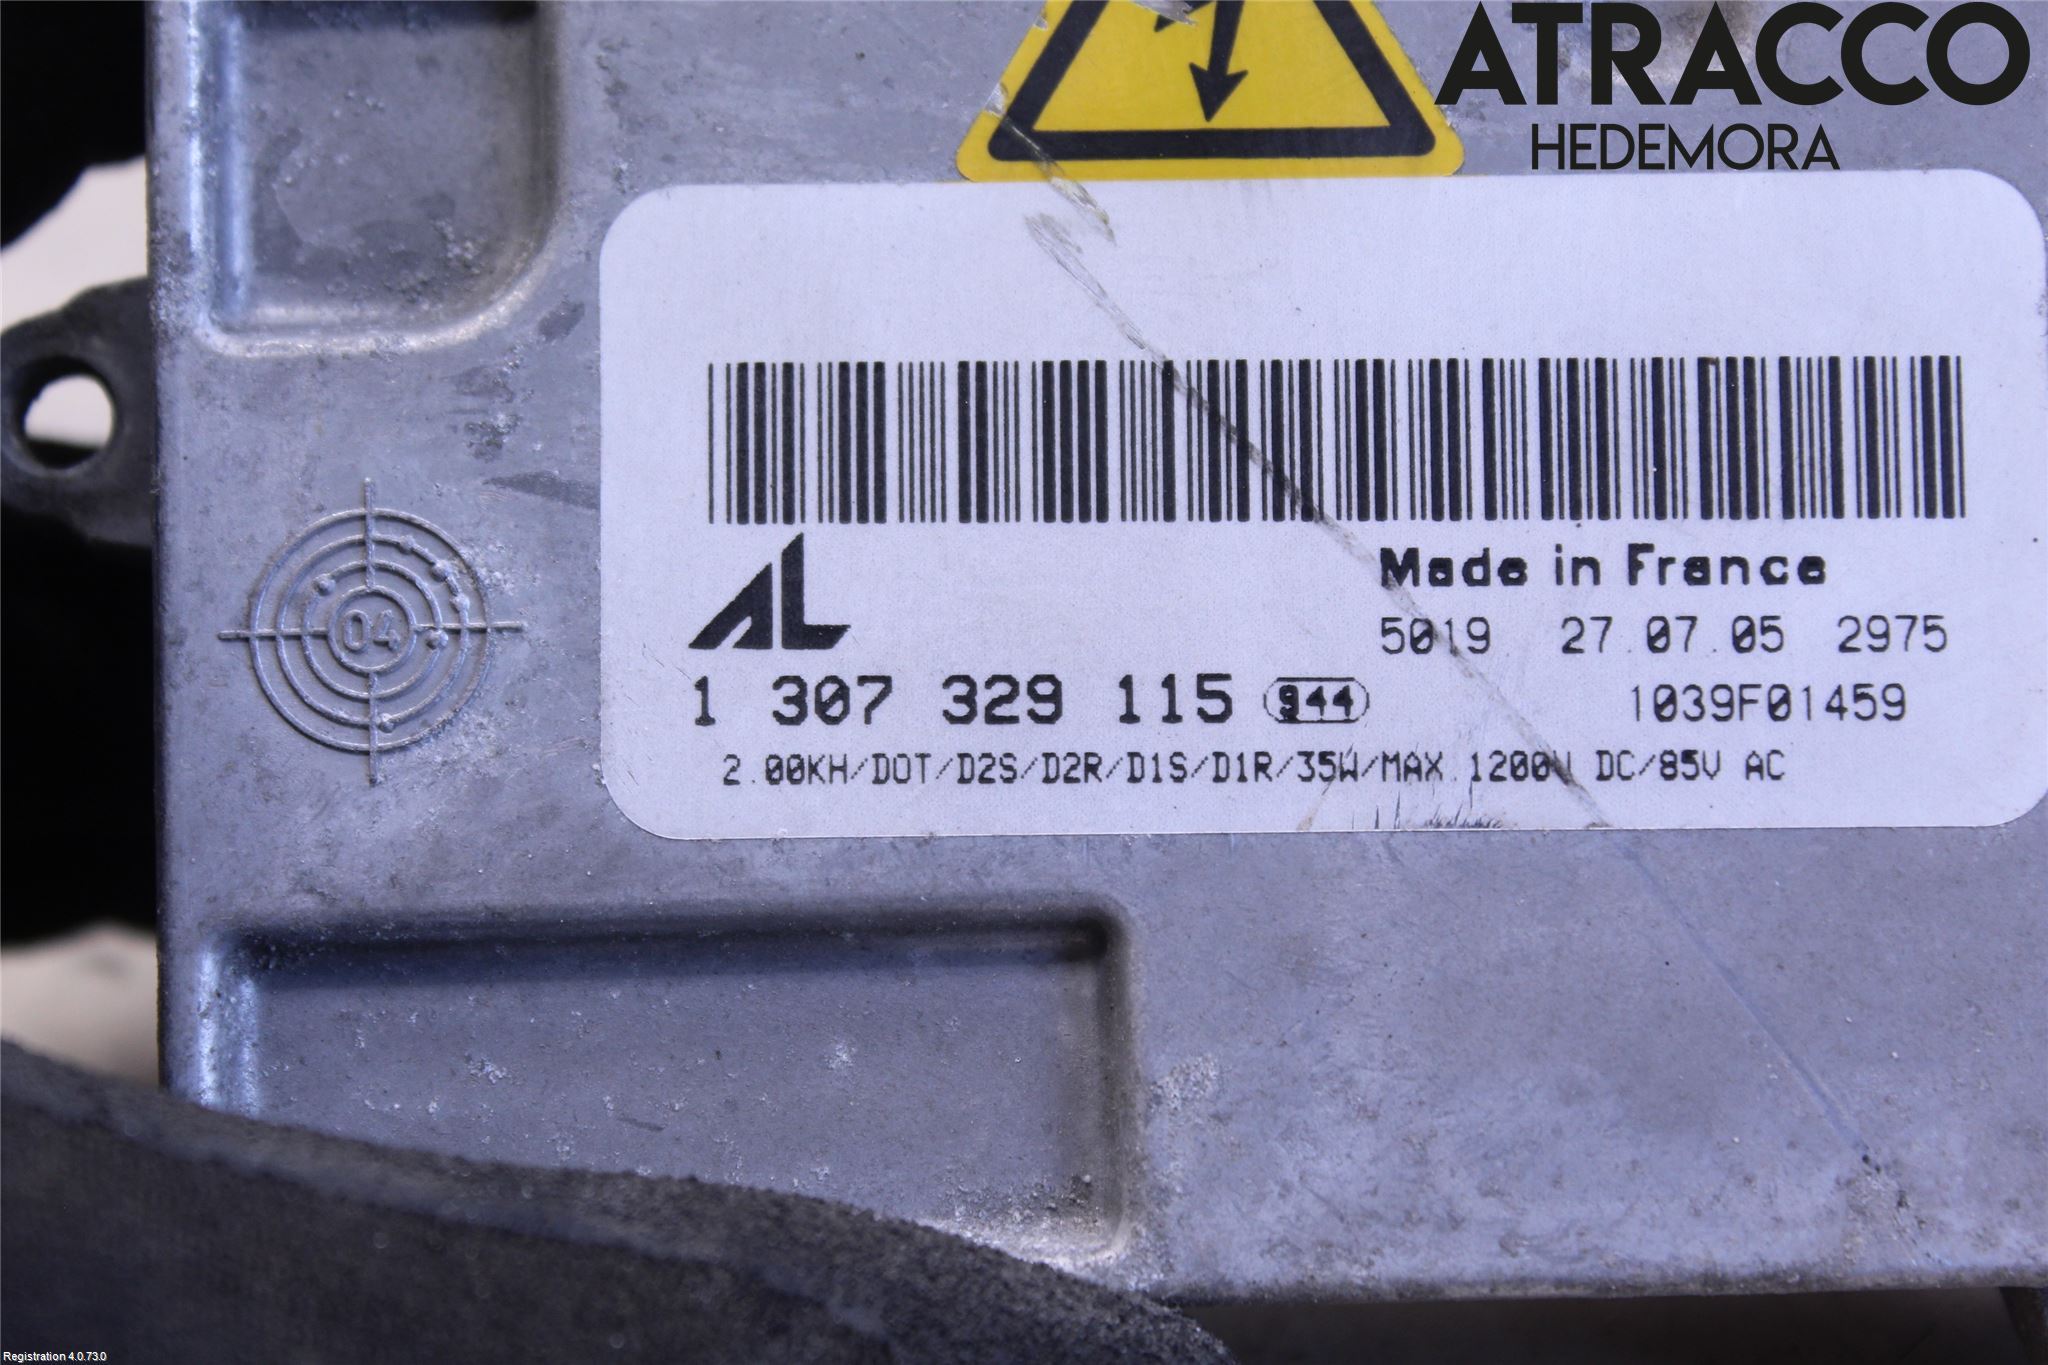 ATRACCO
HEDEMORA
AL
Made in France
5019 27.07.05 2975
1 307 329 115 944
1039F01459
2.00KH/DOT/D2S/D2R/D1S/D1R/35W/MAX.1200V DC/85V AC
04
Registration 4.0.73.0